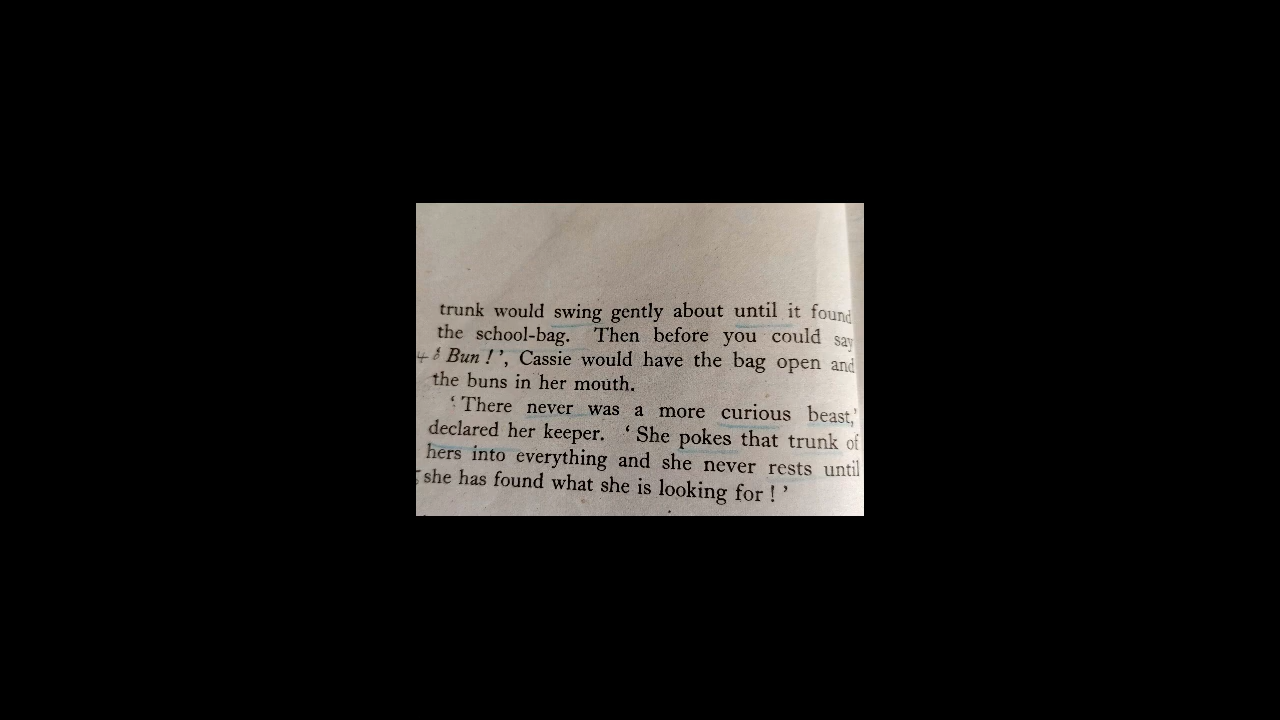 trunk would swing gently about until it found
the school-bag. Then before you could say
‘Bun!’, Cassie would have the bag open and
the buns in her mouth.
‘There never was a more curious beast,’
declared her keeper. ‘She pokes that trunk of
hers into everything and she never rests until
she has found what she is looking for!’